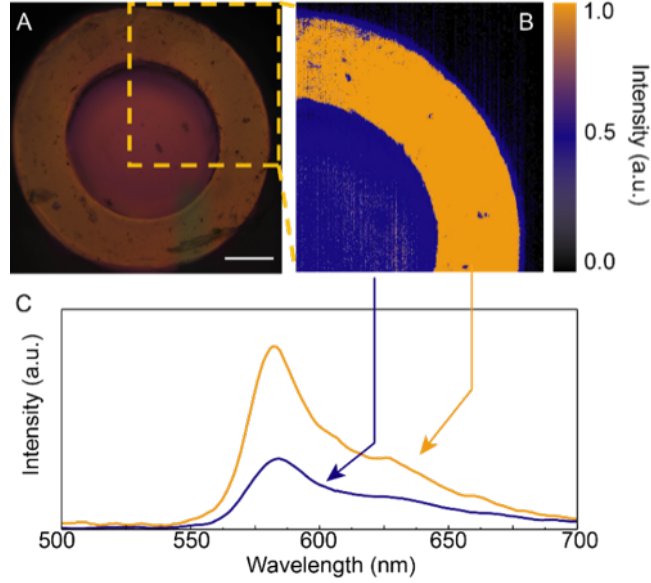 A
B
1.0
0.5
0.0
Intensity (a.u.)
C
Intensity (a.u.)
500
550
600
650
700
Wavelength (nm)